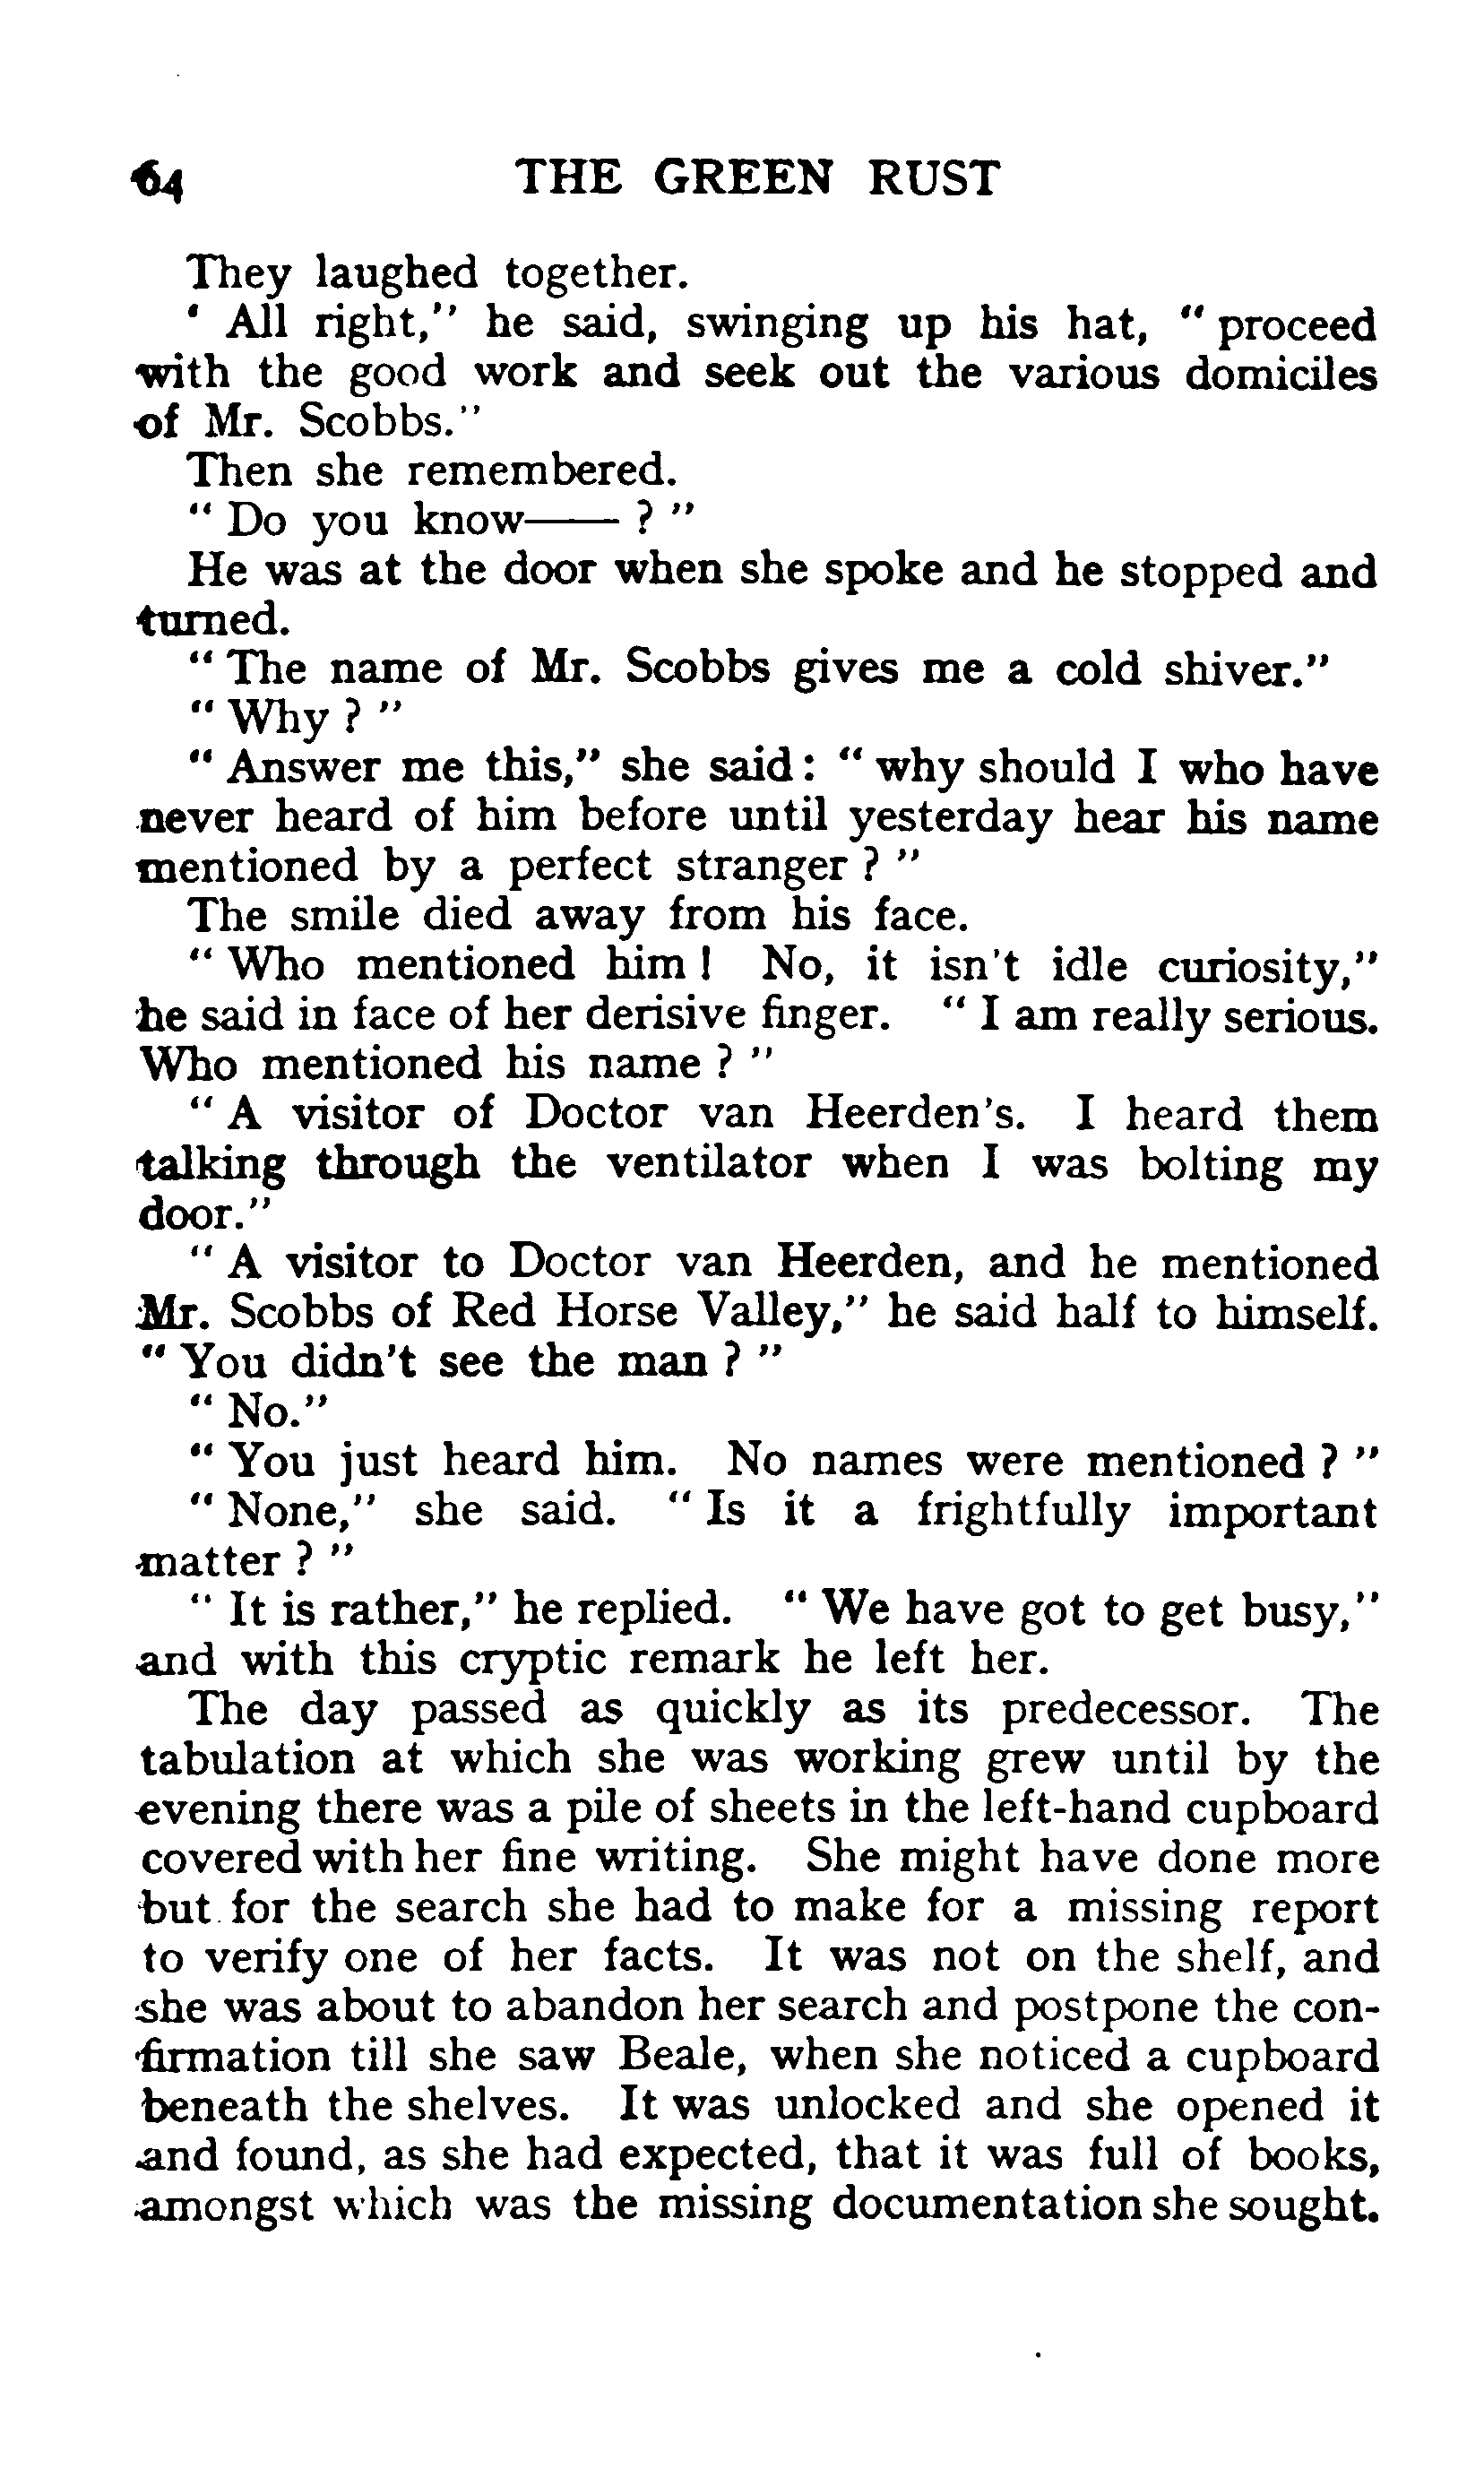 64 THE GREEN RUST
They laughed together.
' All right," he said, swinging up his hat, " proceed
with the good work and seek out the various domiciles
of Mr. Scobbs."
Then she remembered.
" Do you know—— ? "
He was at the door when she spoke and he stopped and
turned.
" The name of Mr. Scobbs gives me a cold shiver."
" Why ? "
" Answer me this," she said : " why should I who have
never heard of him before until yesterday hear his name
mentioned by a perfect stranger ? "
The smile died away from his face.
" Who mentioned him ! No, it isn't idle curiosity,"
he said in face of her derisive finger. " I am really serious.
Who mentioned his name ? "
" A visitor of Doctor van Heerden's. I heard them
talking through the ventilator when I was bolting my
door."
" A visitor to Doctor van Heerden, and he mentioned
Mr. Scobbs of Red Horse Valley," he said half to himself.
" You didn't see the man ? "
" No."
" You just heard him. No names were mentioned ? "
" None," she said. " Is it a frightfully important
matter ? "
" It is rather," he replied. " We have got to get busy,"
and with this cryptic remark he left her.
The day passed as quickly as its predecessor. The
tabulation at which she was working grew until by the
evening there was a pile of sheets in the left-hand cupboard
covered with her fine writing. She might have done more
but for the search she had to make for a missing report
to verify one of her facts. It was not on the shelf, and
she was about to abandon her search and postpone the con-
firmation till she saw Beale, when she noticed a cupboard
beneath the shelves. It was unlocked and she opened it
and found, as she had expected, that it was full of books,
amongst which was the missing documentation she sought.